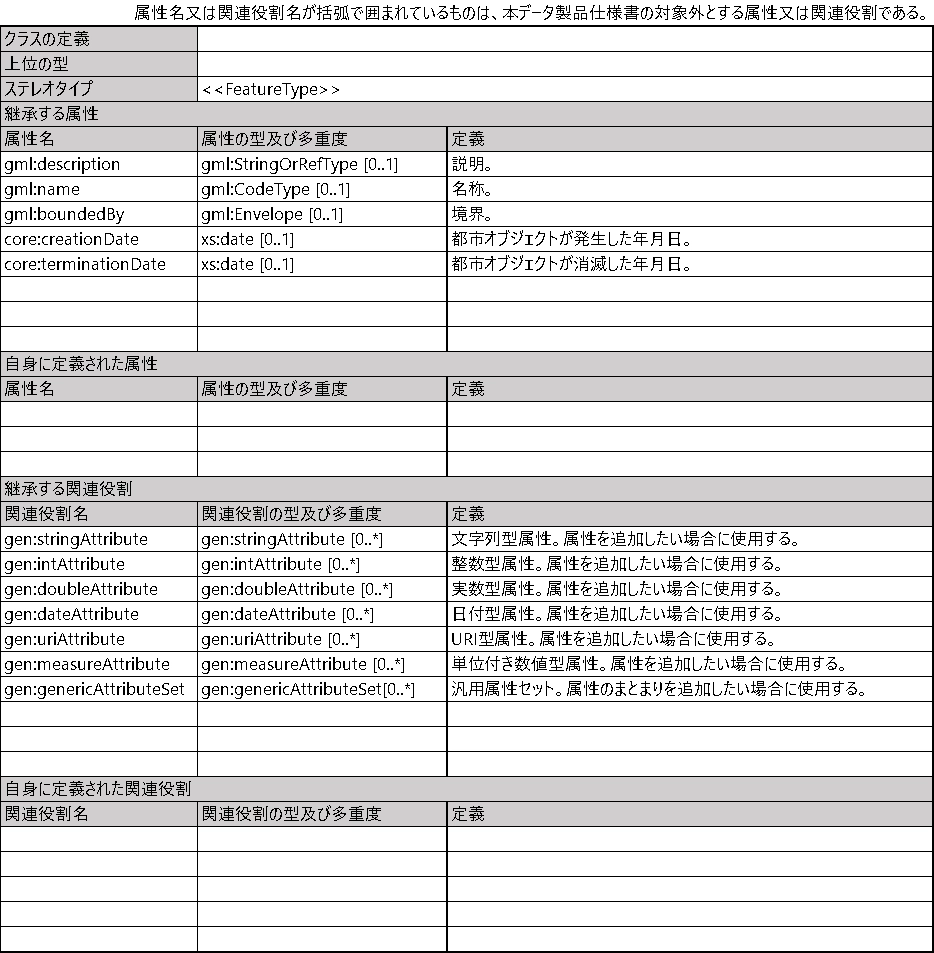 属性名又は関連役割名が括弧で囲まれているものは、本データ製品仕様書の対象外とする属性又は関連役割である。
クラスの定義
上位の型
ステレオタイプ <<FeatureType>>
継承する属性
属性名 属性の型及び多重度 定義
gml:description gml:StringOrRefType [0..1] 説明。
gml:name gml:CodeType [0..1] 名称。
gml:boundedBy gml:Envelope [0..1] 境界。
core:creationDate xs:date [0..1] 都市オブジェクトが発生した年月日。
core:terminationDate xs:date [0..1] 都市オブジェクトが消滅した年月日。
自身に定義された属性
属性名 属性の型及び多重度 定義
継承する関連役割
関連役割名 関連役割の型及び多重度 定義
gen:stringAttribute gen:stringAttribute [0..*] 文字列型属性。属性を追加したい場合に使用する。
gen:intAttribute gen:intAttribute [0..*] 整数型属性。属性を追加したい場合に使用する。
gen:doubleAttribute gen:doubleAttribute [0..*] 実数型属性。属性を追加したい場合に使用する。
gen:dateAttribute gen:dateAttribute [0..*] 日付型属性。属性を追加したい場合に使用する。
gen:uriAttribute gen:uriAttribute [0..*] URI型属性。属性を追加したい場合に使用する。
gen:measureAttribute gen:measureAttribute [0..*] 単位付き数値型属性。属性を追加したい場合に使用する。
gen:genericAttributeSet gen:genericAttributeSet[0..*] 汎用属性セット。属性のまとまりを追加したい場合に使用する。
自身に定義された関連役割
関連役割名 関連役割の型及び多重度 定義